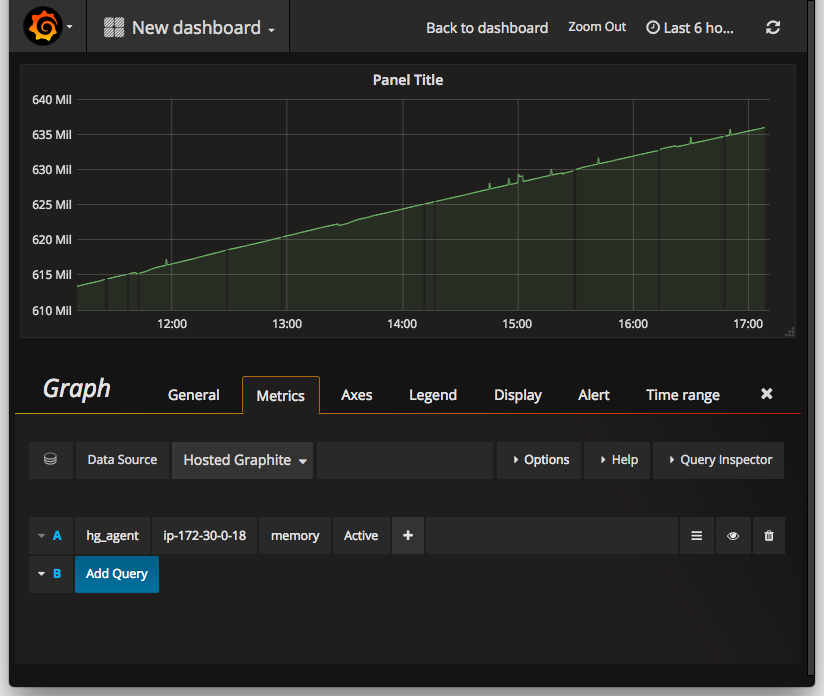 New dashboard
Back to dashboard
Zoom Out
Last 6 ho...
Panel Title
640 Mil
635 Mil
630 Mil
625 Mil
620 Mil
615 Mil
610 Mil
12:00 13:00 14:00 15:00 16:00 17:00
Graph
General Metrics Axes Legend Display Alert Time range
Data Source Hosted Graphite Options Help Query Inspector
A hg_agent ip-172-30-0-18 memory Active
B Add Query